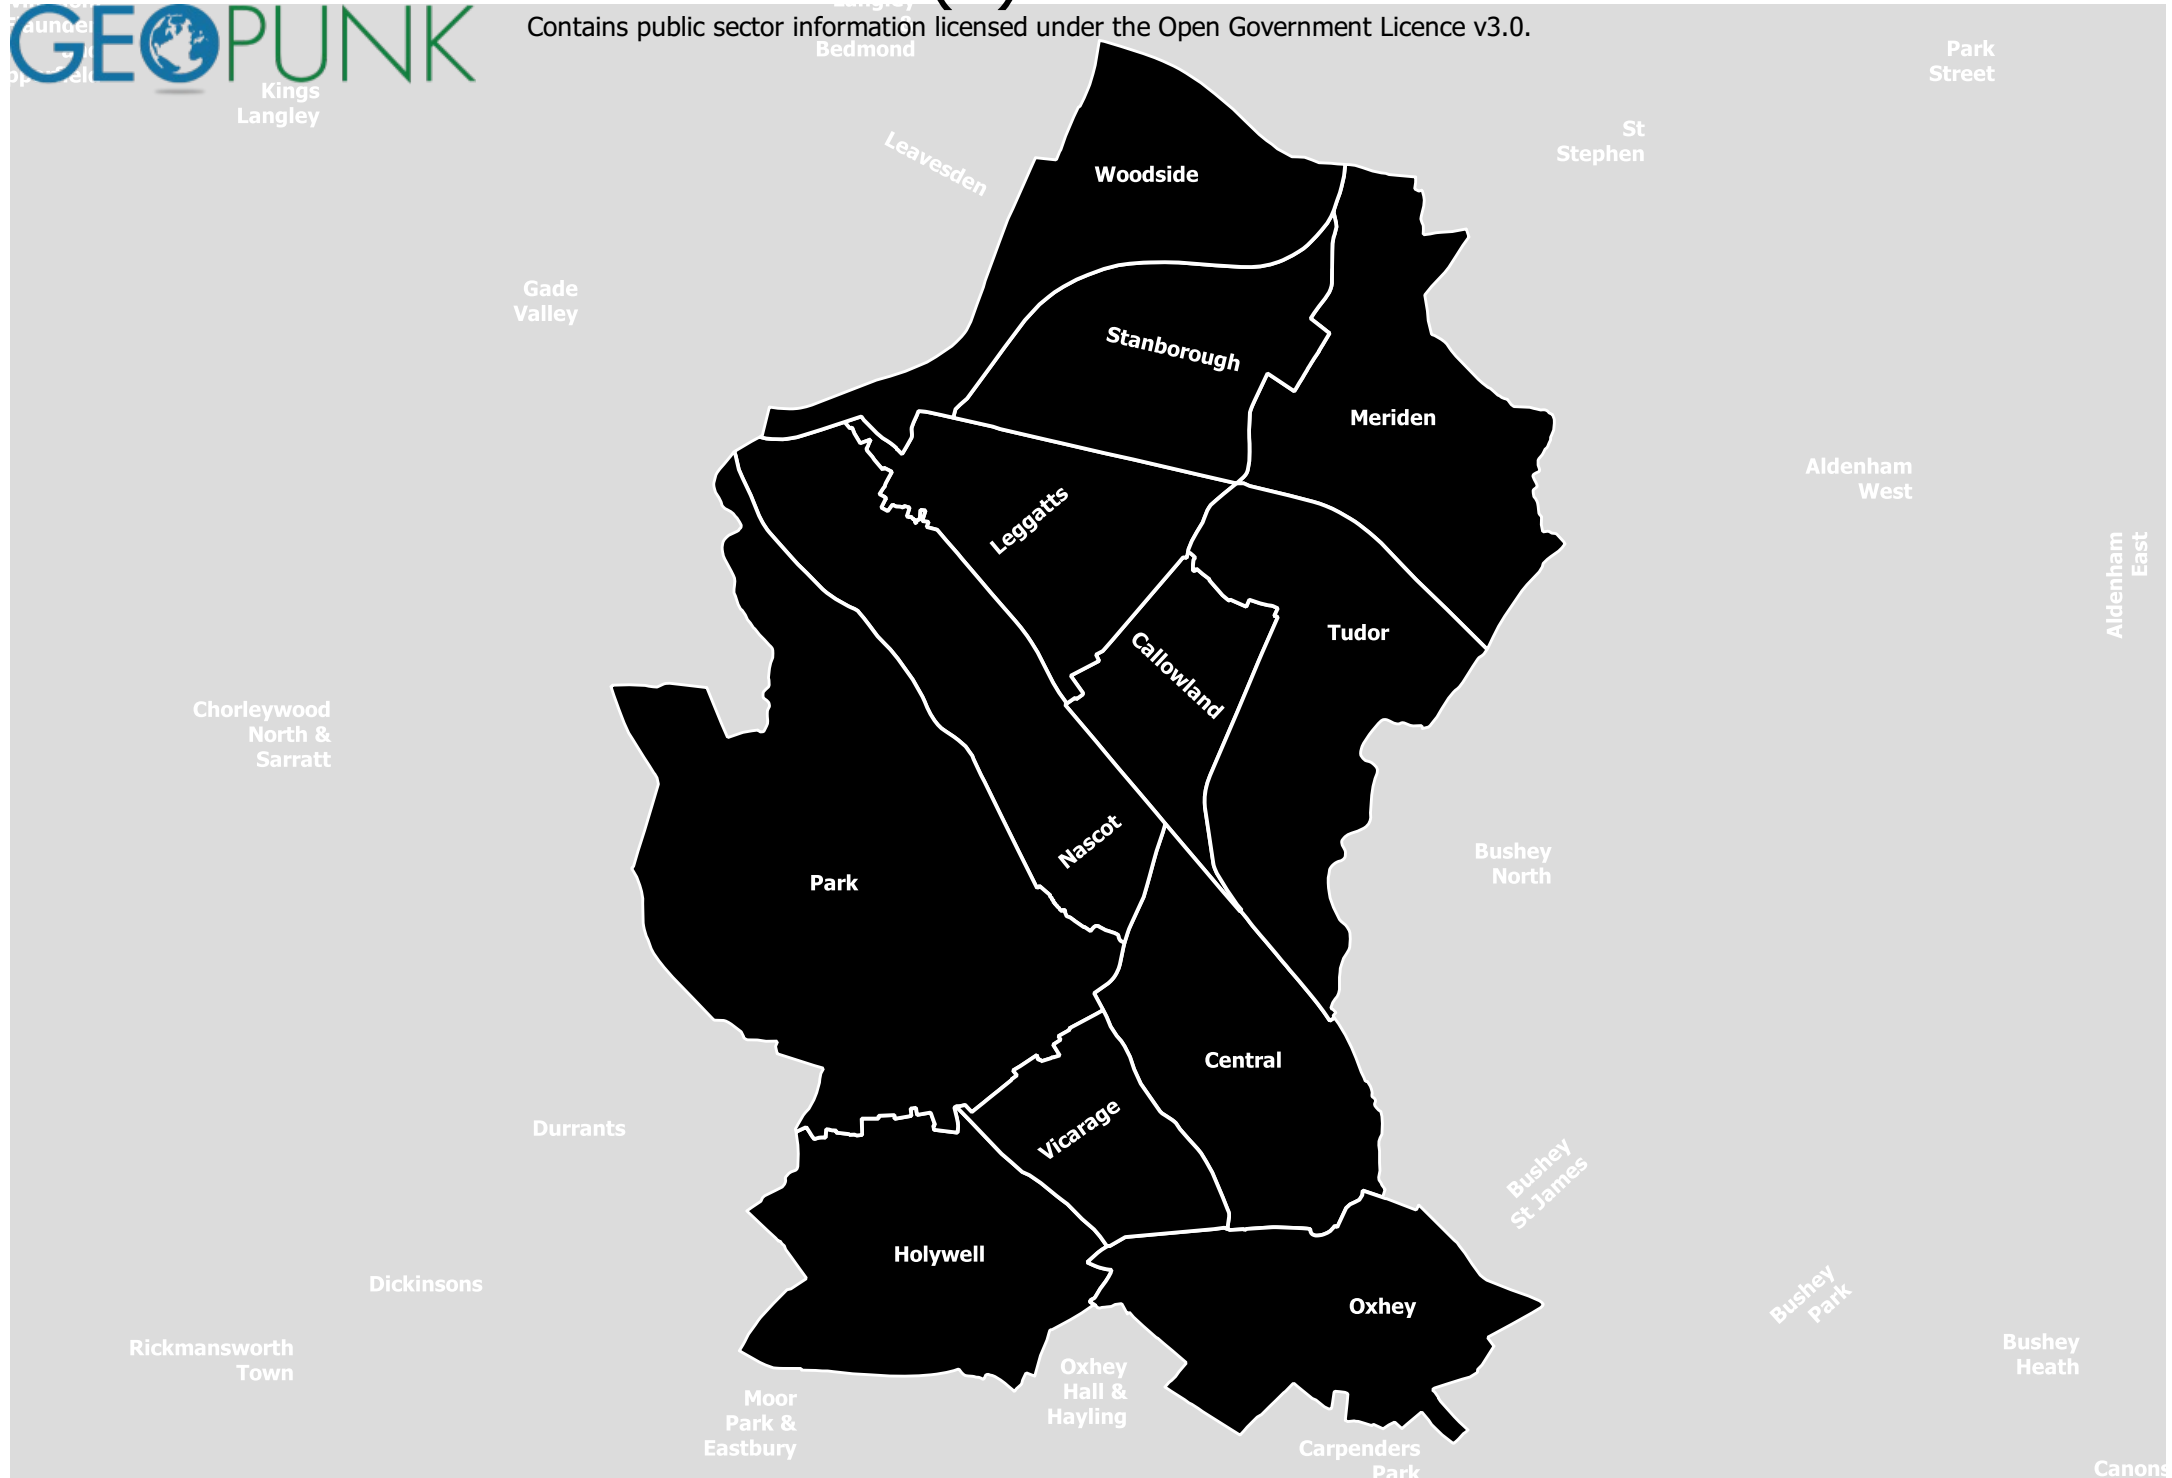 GEOPUNK
Contains public sector information licensed under the Open Government Licence v3.0.
Bedmond
Park
Street
Kings
Langley
St
Stephen
Leavesden
Woodside
Gade
Valley
Stanborough
Meriden
Aldenham
West
Leggatts
Aldenham
East
Tudor
Callowland
Chorleywood
North &
Sarratt
Nascot
Bushey
North
Park
Central
Durrants
Vicarage
Bushey
St James
Holywell
Dickinsons
Oxhey
Bushey
Park
Rickmansworth
Town
Bushey
Heath
Oxhey
Hall &
Hayling
Moor
Park &
Eastbury
Carpenders
Park
Canons